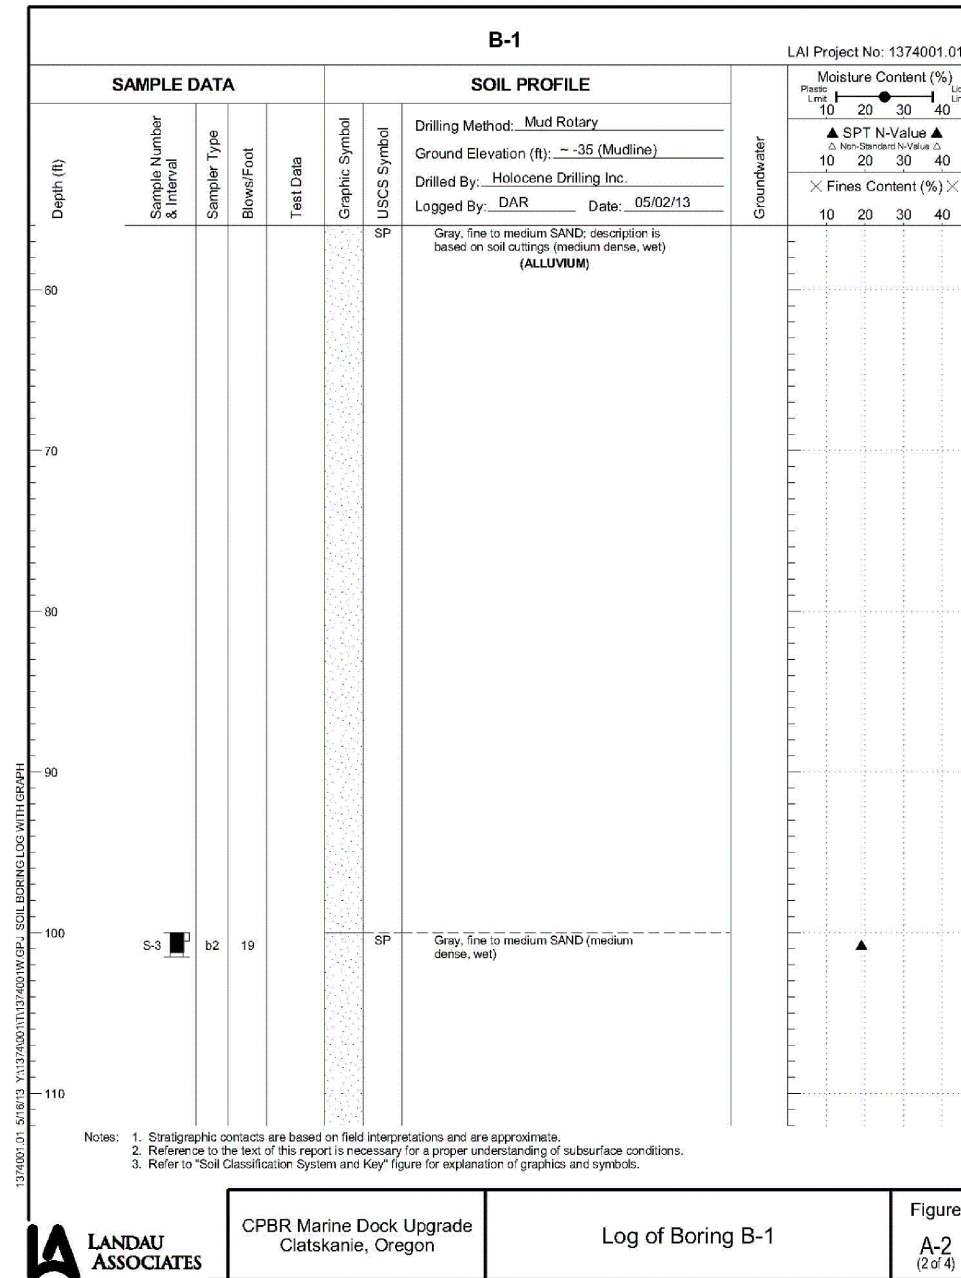 B-1
LAI Project No: 1374001.01
SAMPLE DATA
SOIL PROFILE
Depth (ft)
Sample Number
& Interval
Sampler Type
Blows/Foot
Test Data
Graphic Symbol
USCS Symbol
Drilling Method: Mud Rotary
Ground Elevation (ft): ~ -35 (Mudline)
Drilled By: Holocene Drilling Inc.
Logged By: DAR Date: 05/02/13
Groundwater
Moisture Content (%)
Plastic
Limit
10 20 30 40
▲ SPT N-Value ▲
△ Non-Standard N-Value △
10 20 30 40
× Fines Content (%) ×
10 20 30 40
SP
Gray, fine to medium SAND; description is
based on soil cuttings (medium dense, wet)
(ALLUVIUM)
60
70
80
90
100
S-3 b2 19
SP
Gray, fine to medium SAND (medium
dense, wet)
110
1374001.01 5/16/13 Y:\1374\001\T\1374001W.GPJ SOIL BORING LOG WITH GRAPH
Notes: 1. Stratigraphic contacts are based on field interpretations and are approximate.
2. Reference to the text of this report is necessary for a proper understanding of subsurface conditions.
3. Refer to "Soil Classification System and Key" figure for explanation of graphics and symbols.
LANDAU
ASSOCIATES
CPBR Marine Dock Upgrade
Clatskanie, Oregon
Log of Boring B-1
Figure
A-2
(2 of 4)